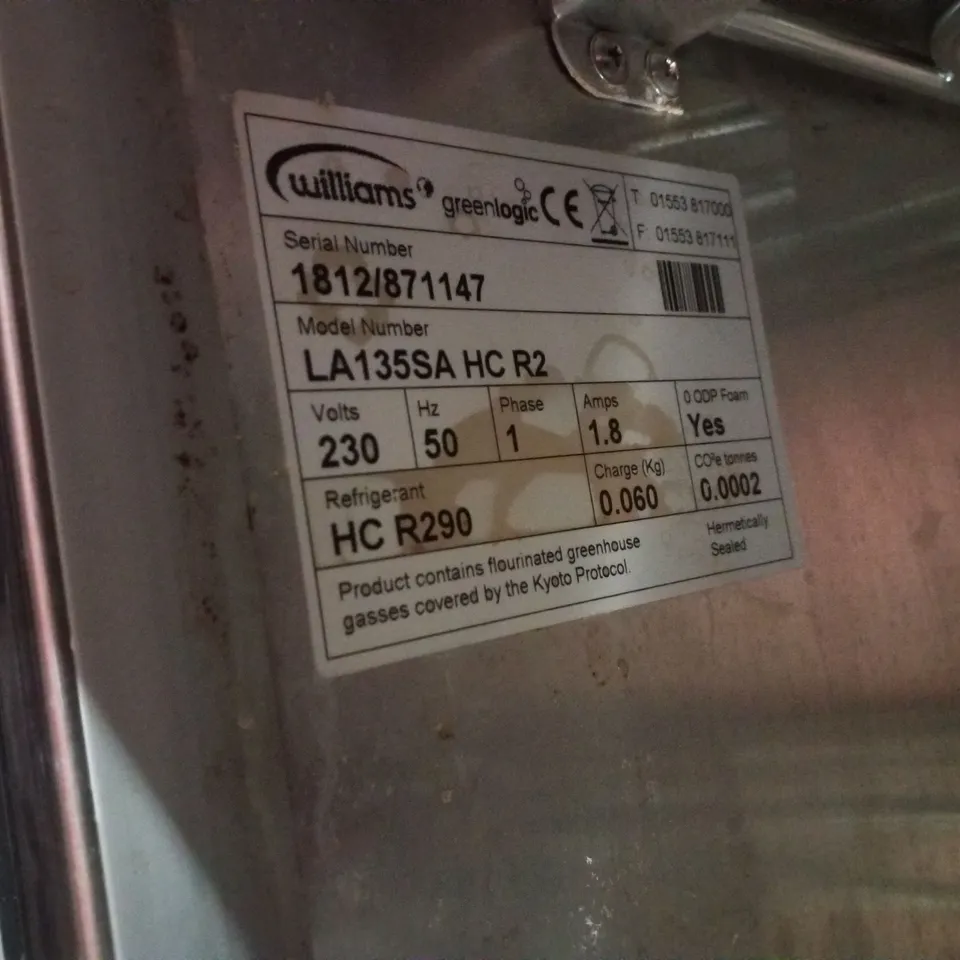 williams greenlogic CE
T: 01553 817000
F: 01553 817111
Serial Number
1812/871147
Model Number
LA135SA HC R2
Volts Hz Phase Amps 0 ODP Foam
230 50 1 1.8 Yes
Refrigerant Charge (Kg) CO²e tonnes
HC R290 0.060 0.0002
Product contains flourinated greenhouse
gasses covered by the Kyoto Protocol.
Hermetically
Sealed